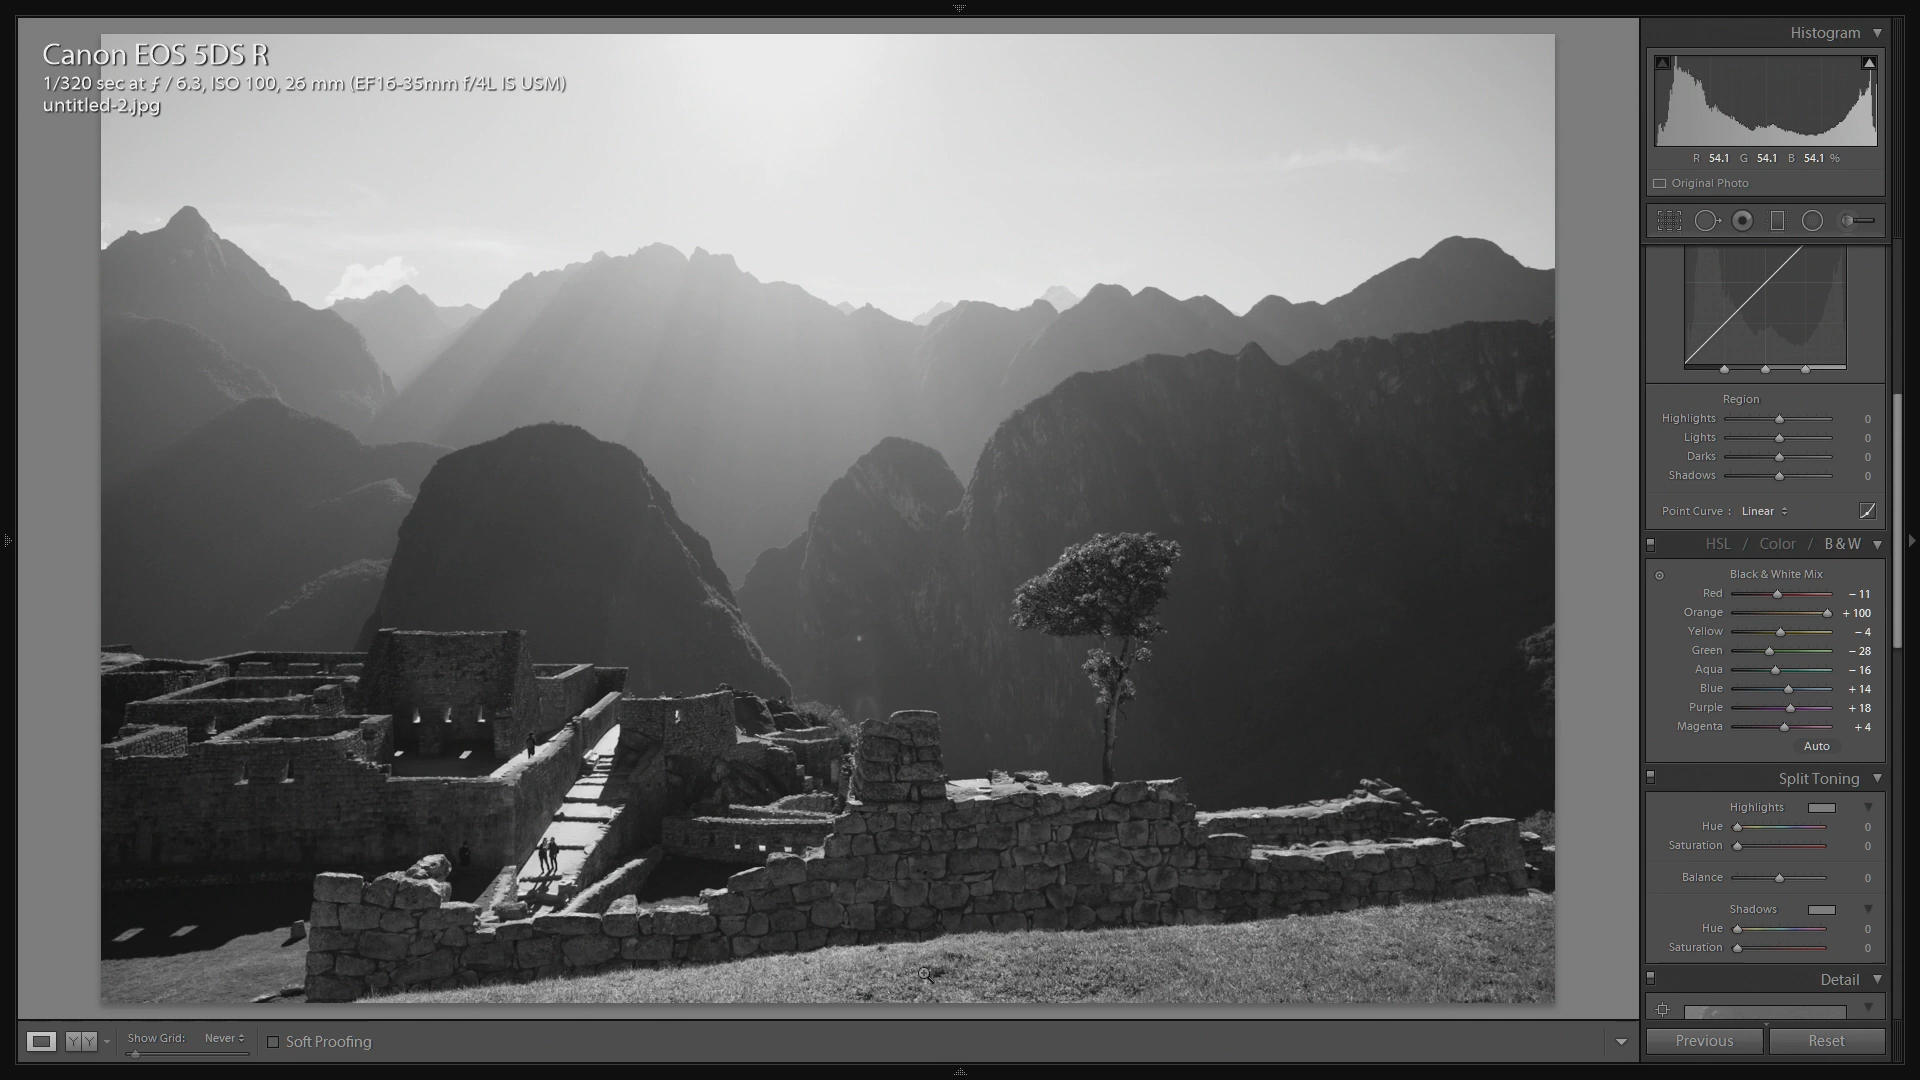 Canon EOS 5DS R
1/320 sec at ƒ / 6.3, ISO 100, 26 mm (EF16-35mm f/4L IS USM)
untitled-2.jpg
Histogram
R 54.1 G 54.1 B 54.1 %
Original Photo
Region
Highlights 0
Lights 0
Darks 0
Shadows 0
Point Curve : Linear
HSL / Color / B & W
Black & White Mix
Red - 11
Orange + 100
Yellow - 4
Green - 28
Aqua - 16
Blue + 14
Purple + 18
Magenta + 4
Auto
Split Toning
Highlights
Hue 0
Saturation 0
Balance 0
Shadows
Hue 0
Saturation 0
Detail
Y Y Show Grid: Never Soft Proofing
Previous Reset